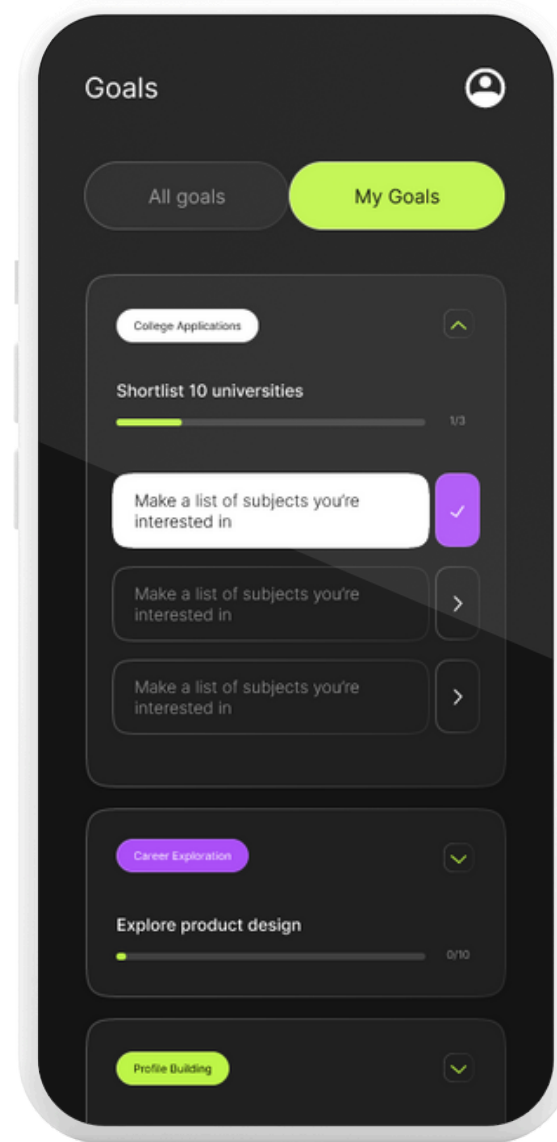 Goals
All goals
My Goals
College Applications
Shortlist 10 universities
1/3
Make a list of subjects you're
interested in
Make a list of subjects you're
interested in
Make a list of subjects you're
interested in
Career Exploration
Explore product design
0/10
Profile Building